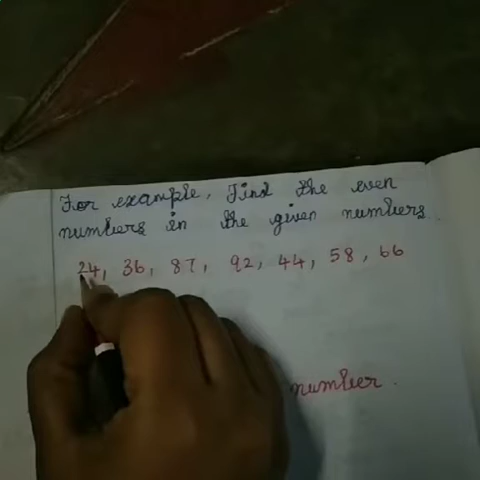 For example, Find the even
numbers in the given numbers.
24, 36, 87, 92, 44, 58, 66
number.